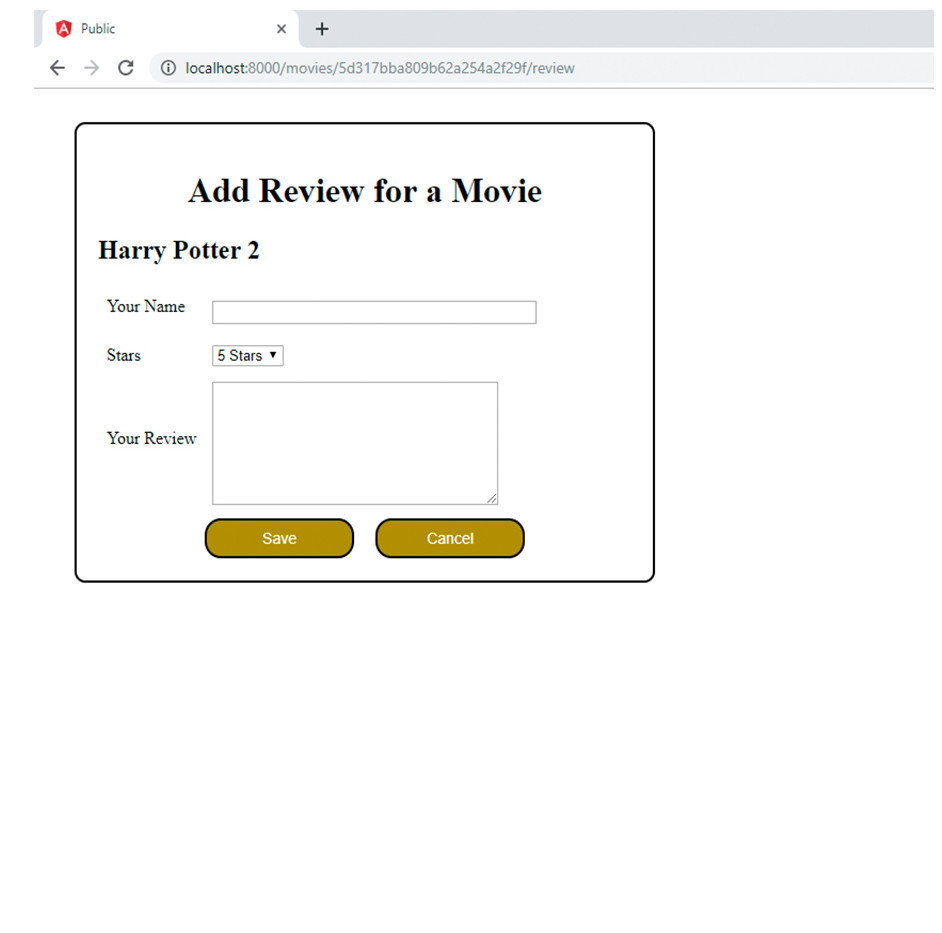 Public
localhost:8000/movies/5d317bba809b62a254a2f29f/review
Add Review for a Movie
Harry Potter 2
Your Name
Stars 5 Stars
Your Review
Save Cancel